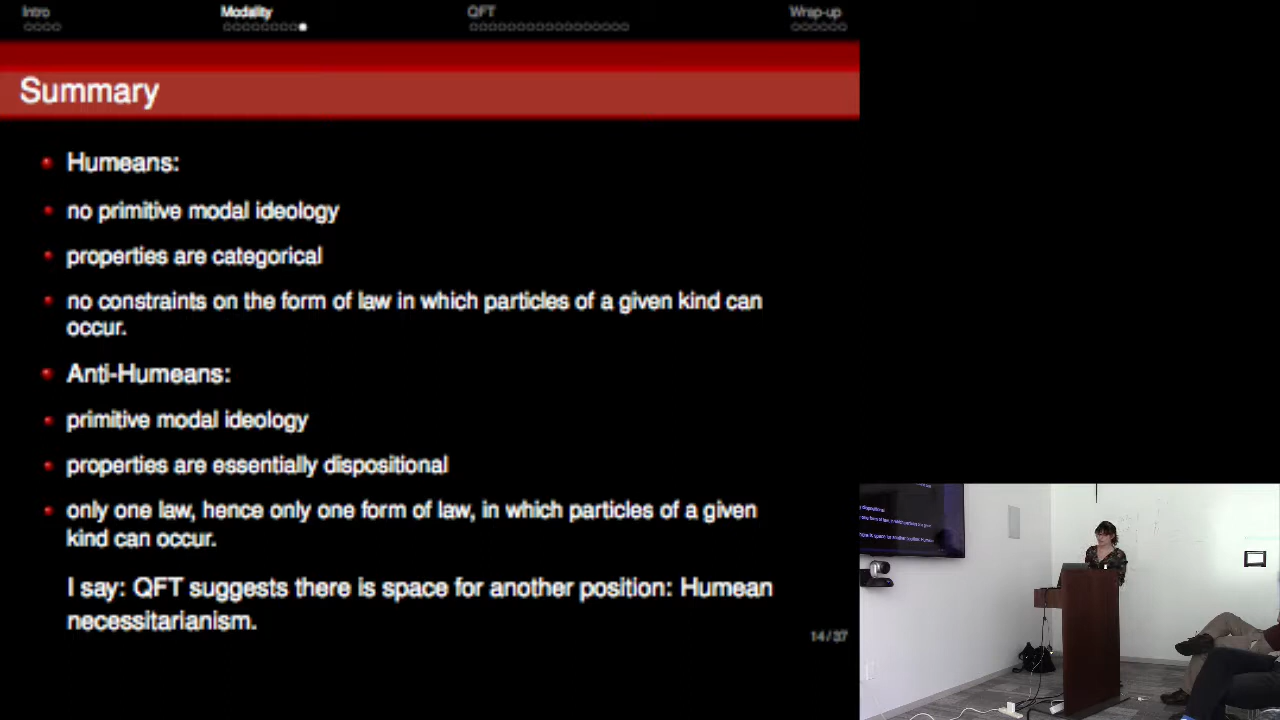 Intro
Modality
QFT
Wrap-up
Summary
Humeans:
no primitive modal ideology
properties are categorical
no constraints on the form of law in which particles of a given kind can
occur.
Anti-Humeans:
primitive modal ideology
properties are essentially dispositional
only one law, hence only one form of law, in which particles of a given
kind can occur.
I say: QFT suggests there is space for another position: Humean
necessitarianism.
14/37